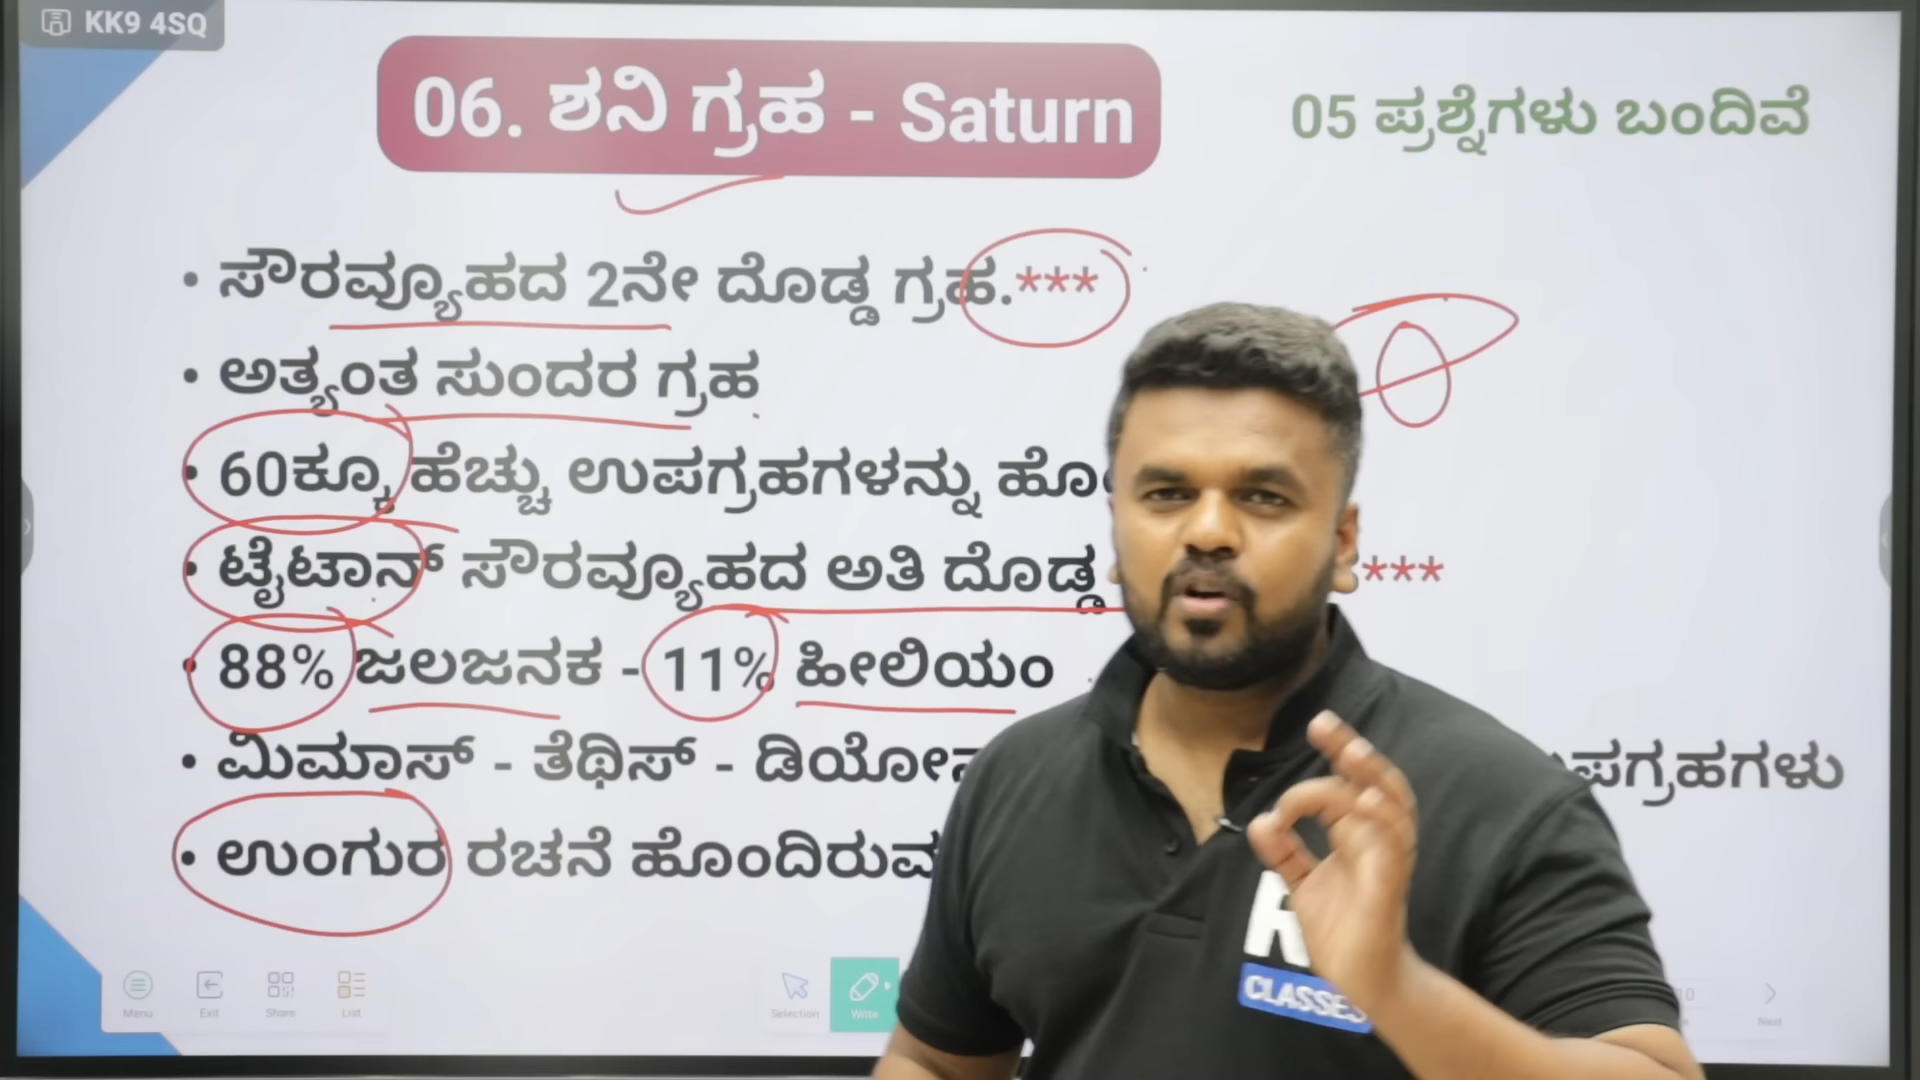 KK9 4SQ
06. ಶನಿ ಗ್ರಹ - Saturn
05 ಪ್ರಶ್ನೆಗಳು ಬಂದಿವೆ
• ಸೌರವ್ಯೂಹದ 2ನೇ ದೊಡ್ಡ ಗ್ರಹ.***
• ಅತ್ಯಂತ ಸುಂದರ ಗ್ರಹ
• 60ಕ್ಕೂ ಹೆಚ್ಚು ಉಪಗ್ರಹಗಳನ್ನು
• ಟೈಟಾನ್ ಸೌರವ್ಯೂಹದ ಅತಿ ದೊಡ್ಡ ***
• 88% ಜಲಜನಕ - 11% ಹೀಲಿಯಂ
• ಮಿಮಾಸ್ - ತೆಥಿಸ್ - ಉಪಗ್ರಹಗಳು
• ಉಂಗುರ ರಚನೆ
CLASSES
Menu Exit Share List Selection Write Next